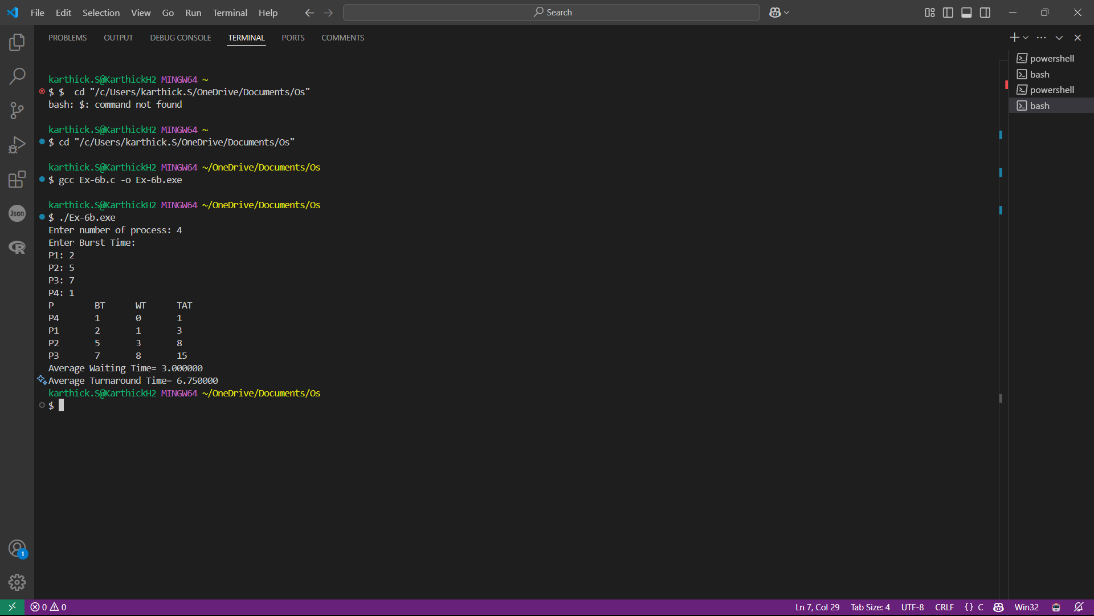 File Edit Selection View Go Run Terminal Help
Search
PROBLEMS OUTPUT DEBUG CONSOLE TERMINAL PORTS COMMENTS
powershell
bash
powershell
bash
karthick.S@KarthickH2 MINGW64 ~
$ $  cd "/c/Users/karthick.S/OneDrive/Documents/Os"
bash: $: command not found
karthick.S@KarthickH2 MINGW64 ~
$ cd "/c/Users/karthick.S/OneDrive/Documents/Os"
karthick.S@KarthickH2 MINGW64 ~/OneDrive/Documents/Os
$ gcc Ex-6b.c -o Ex-6b.exe
karthick.S@KarthickH2 MINGW64 ~/OneDrive/Documents/Os
$ ./Ex-6b.exe
Enter number of process: 4
Enter Burst Time:
P1: 2
P2: 5
P3: 7
P4: 1
P BT WT TAT
P4 1 0 1
P1 2 1 3
P2 5 3 8
P3 7 8 15
Average Waiting Time= 3.000000
Average Turnaround Time= 6.750000
karthick.S@KarthickH2 MINGW64 ~/OneDrive/Documents/Os
$
Json
R
1
0 0 Ln 7, Col 29 Tab Size: 4 UTF-8 CRLF {} C Win32